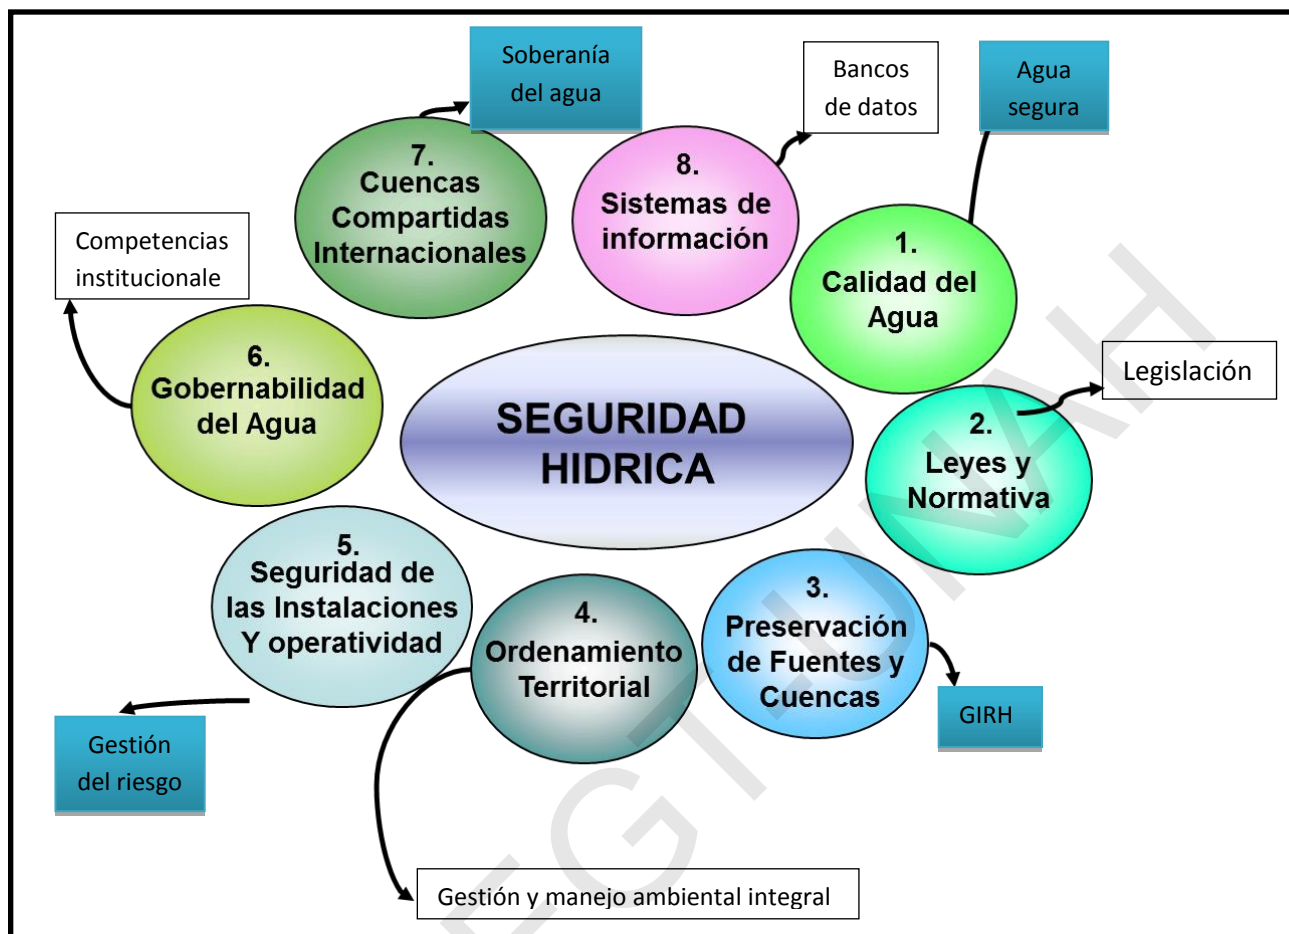 Soberanía
del agua
Bancos
de datos
Agua
segura
7.
Cuencas
Compartidas
Internacionales
8.
Sistemas de
información
1.
Calidad del
Agua
Competencias
institucionale
6.
Gobernabilidad
del Agua
SEGURIDAD
HIDRICA
Legislación
2.
Leyes y
Normativa
5.
Seguridad de
las Instalaciones
Y operatividad
4.
Ordenamiento
Territorial
3.
Preservación
de Fuentes y
Cuencas
GIRH
Gestión
del riesgo
Gestión y manejo ambiental integral
EGT-UNAH